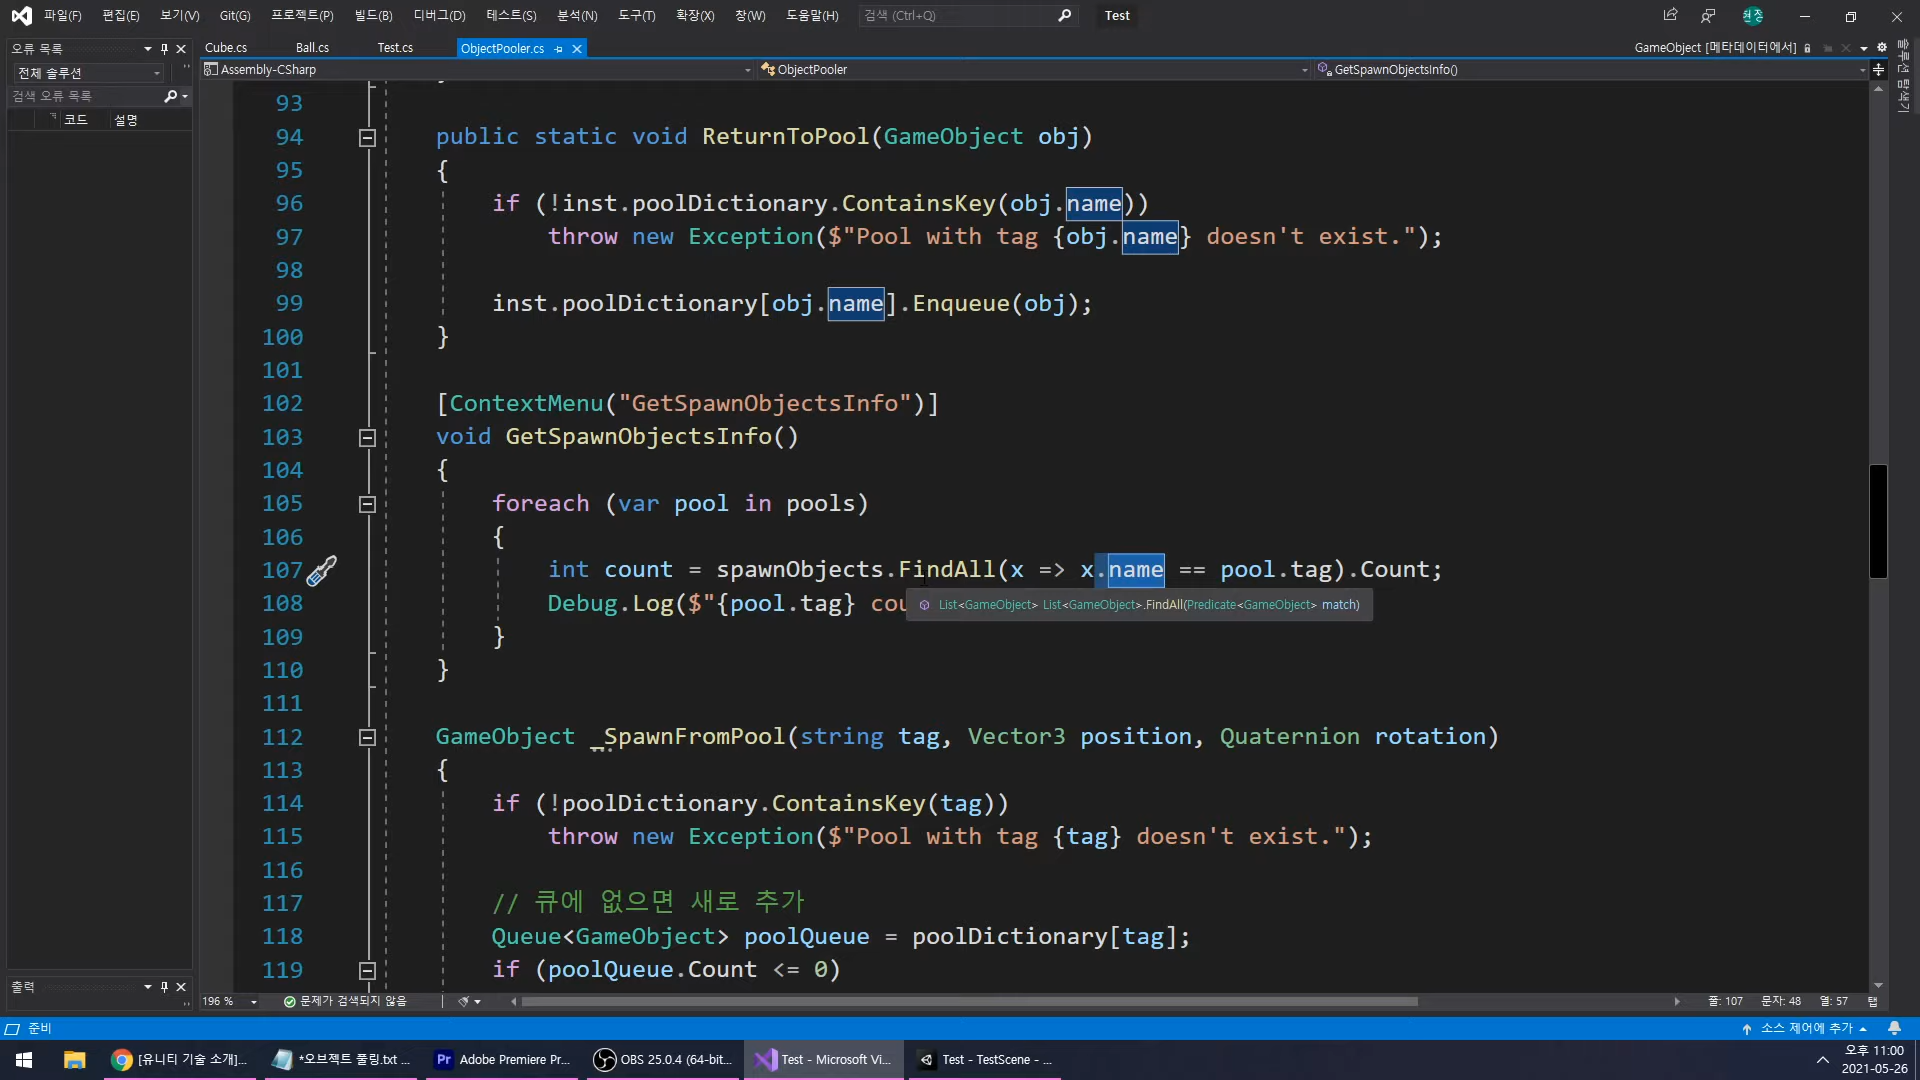 파일(F) 편집(E) 보기(V) Git(G) 프로젝트(P) 빌드(B) 디버그(D) 테스트(S) 분석(N) 도구(T) 확장(X) 창(W) 도움말(H) 검색 (Ctrl+Q) Test
오류 목록
Cube.cs Ball.cs Test.cs ObjectPooler.cs GameObject [메타데이터에서]
전체 솔루션
Assembly-CSharp ObjectPooler GetSpawnObjectsInfo()
검색 오류 목록
코드 설명
솔루션 탐색기
93
94 public static void ReturnToPool(GameObject obj)
95 {
96 if (!inst.poolDictionary.ContainsKey(obj.name))
97 throw new Exception($"Pool with tag {obj.name} doesn't exist.");
98
99 inst.poolDictionary[obj.name].Enqueue(obj);
100 }
101
102 [ContextMenu("GetSpawnObjectsInfo")]
103 void GetSpawnObjectsInfo()
104 {
105 foreach (var pool in pools)
106 {
107 int count = spawnObjects.FindAll(x => x.name == pool.tag).Count;
108 Debug.Log($"{pool.tag} cou
List<GameObject> List<GameObject>.FindAll(Predicate<GameObject> match)
109 }
110 }
111
112 GameObject _SpawnFromPool(string tag, Vector3 position, Quaternion rotation)
113 {
114 if (!poolDictionary.ContainsKey(tag))
115 throw new Exception($"Pool with tag {tag} doesn't exist.");
116
117 // 큐에 없으면 새로 추가
118 Queue<GameObject> poolQueue = poolDictionary[tag];
119 if (poolQueue.Count <= 0)
출력
196 % 문제가 검색되지 않음 줄: 107 문자: 48 열: 57 탭
준비 소스 제어에 추가
[유니티 기술 소개]... *오브젝트 풀링.txt ... Adobe Premiere Pr... OBS 25.0.4 (64-bit... Test - Microsoft Vi... Test - TestScene - ...
오후 11:00
2021-05-26